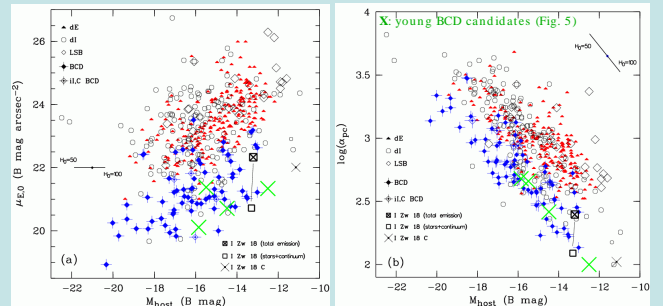 X: young BCD candidates (Fig. 5)
dE
dI
LSB
BCD
iI,C BCD
H₀=50
H₀=100
I Zw 18 (total emission)
I Zw 18 (stars+continuum)
I Zw 18 C
(a)
μE,0 (B mag arcsec−2)
26
24
22
20
−22
−20
−18
−16
−14
−12
−10
Mhost (B mag)
H₀=50
H₀=100
dE
dI
LSB
BCD
iI,C BCD
I Zw 18 (total emission)
I Zw 18 (stars+continuum)
I Zw 18 C
(b)
log(αpc)
4
3.5
3
2.5
2
−22
−20
−18
−16
−14
−12
−10
Mhost (B mag)